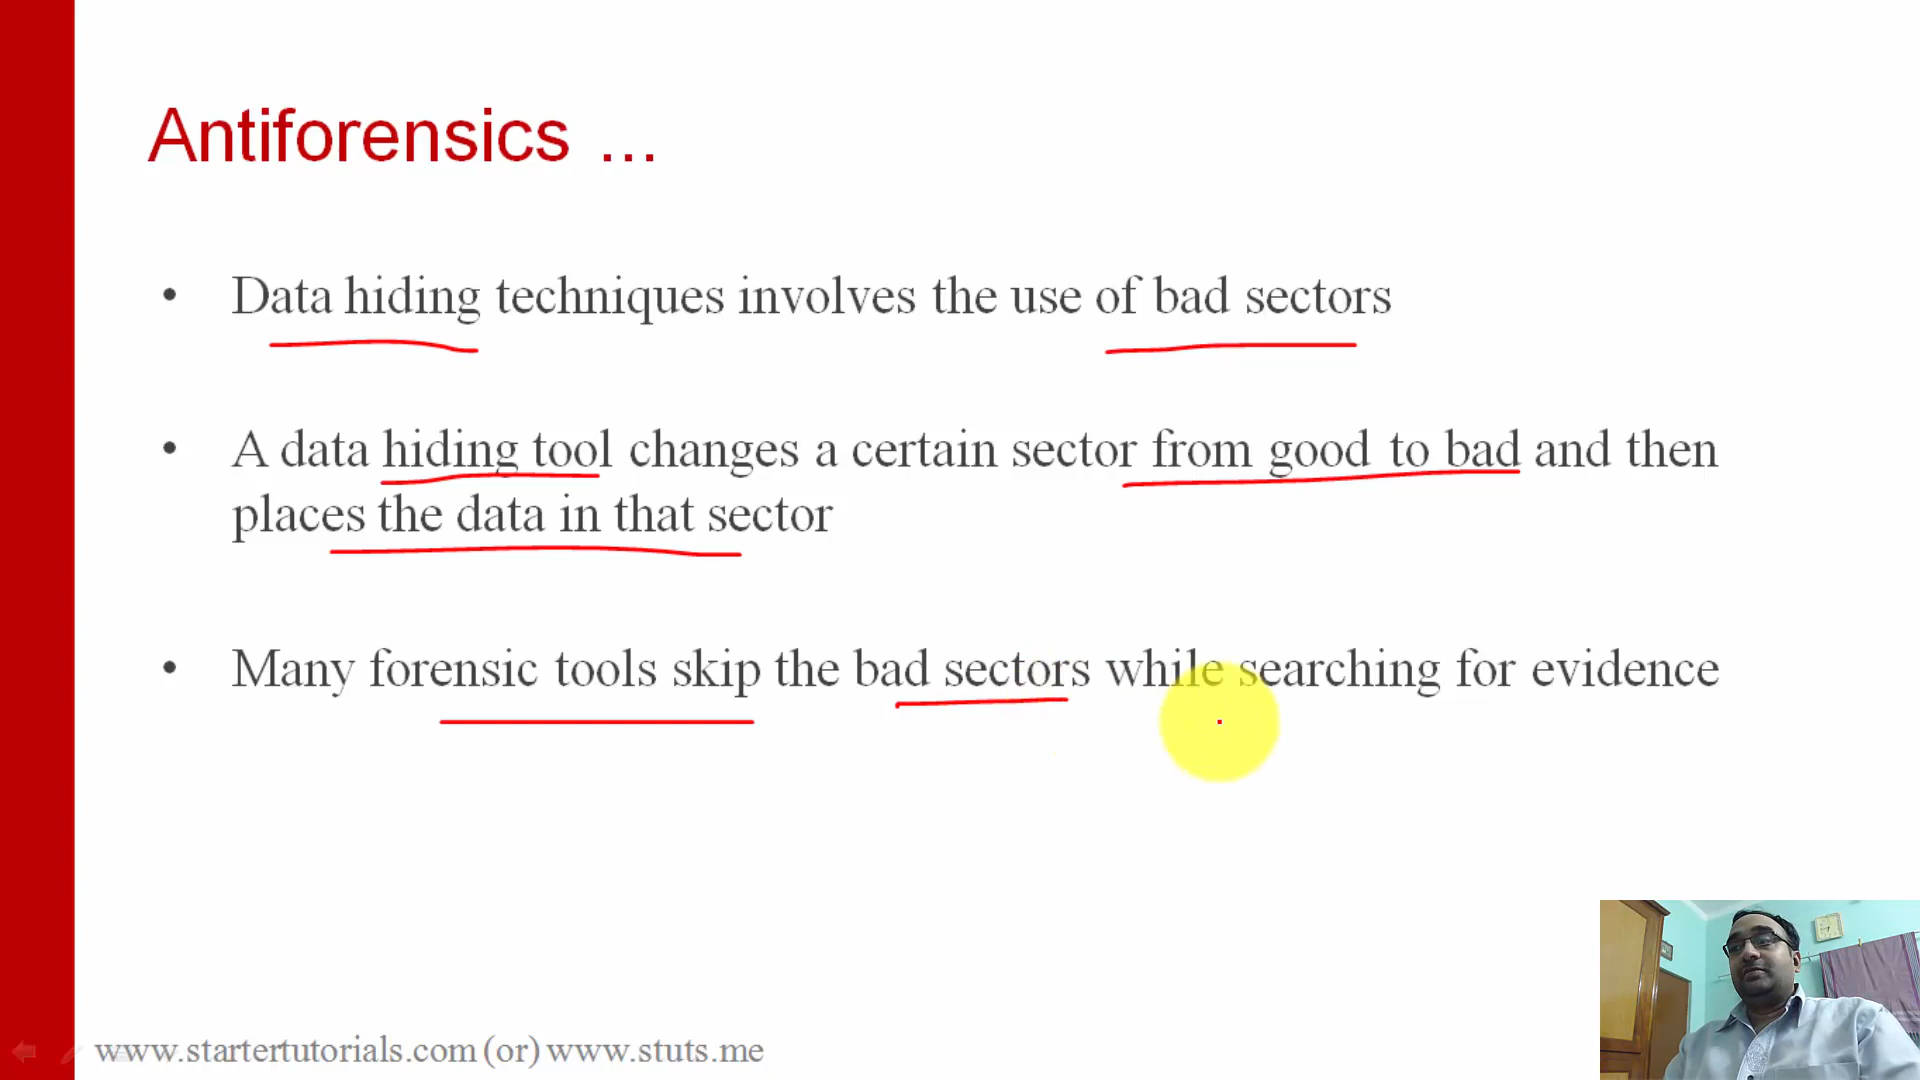 Antiforensics ...
• Data hiding techniques involves the use of bad sectors
• A data hiding tool changes a certain sector from good to bad and then
places the data in that sector
• Many forensic tools skip the bad sectors while searching for evidence
www.startertutorials.com (or) www.stuts.me